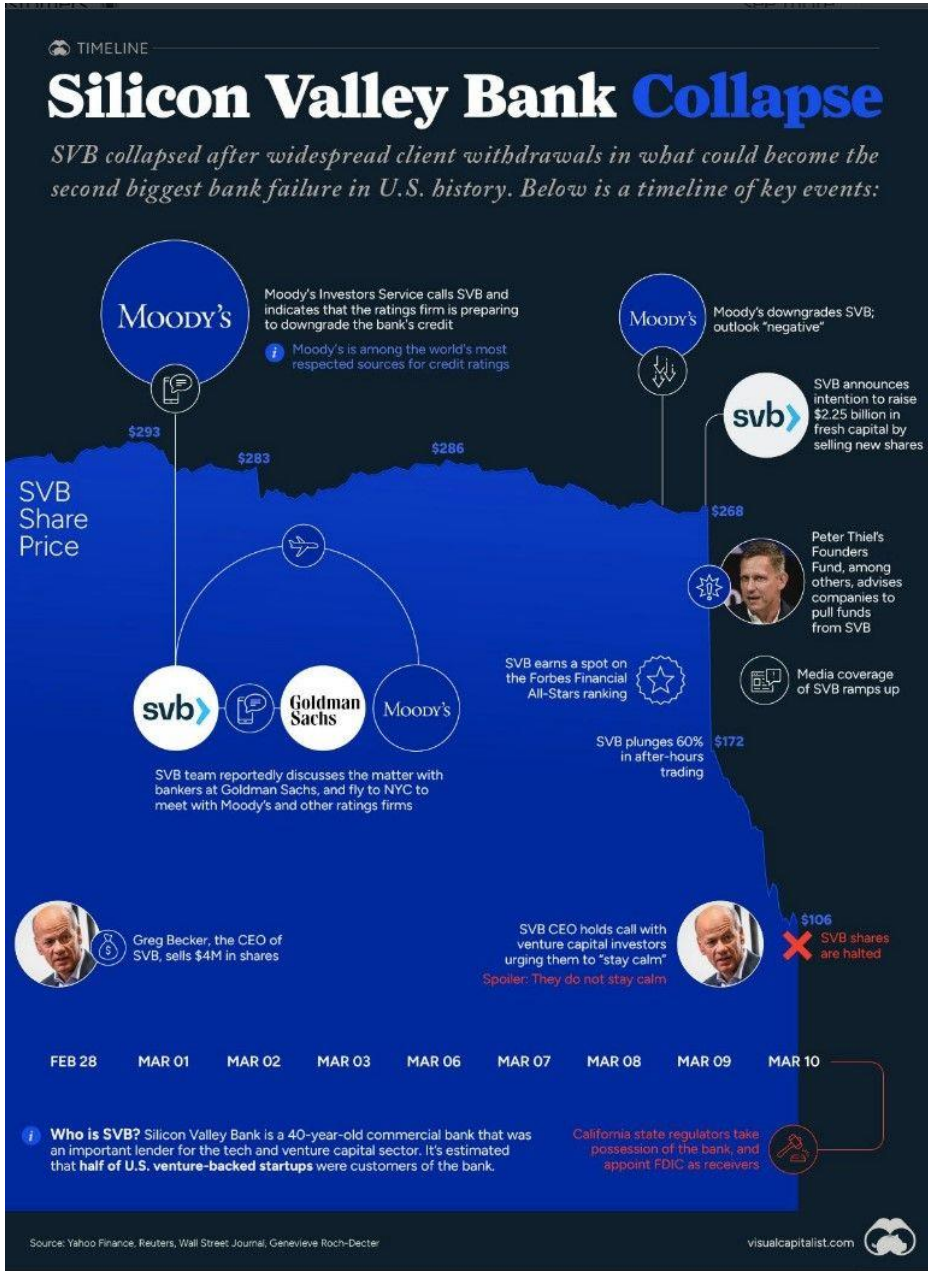 TIMELINE
Silicon Valley Bank Collapse
SVB collapsed after widespread client withdrawals in what could become the
second biggest bank failure in U.S. history. Below is a timeline of key events:
MOODY'S
Moody's Investors Service calls SVB and
indicates that the ratings firm is preparing
to downgrade the bank's credit
i Moody's is among the world's most
respected sources for credit ratings
MOODY'S
Moody's downgrades SVB;
outlook "negative"
svb
SVB announces
intention to raise
$2.25 billion in
fresh capital by
selling new shares
$293
$283
$286
$268
SVB
Share
Price
Peter Thiel's
Founders
Fund, among
others, advises
companies to
pull funds
from SVB
svb
Goldman
Sachs
MOODY'S
SVB team reportedly discusses the matter with
bankers at Goldman Sachs, and fly to NYC to
meet with Moody's and other ratings firms
SVB earns a spot on
the Forbes Financial
All-Stars ranking
Media coverage
of SVB ramps up
SVB plunges 60%
in after-hours
trading
$172
Greg Becker, the CEO of
SVB, sells $4M in shares
SVB CEO holds call with
venture capital investors
urging them to "stay calm"
Spoiler: They do not stay calm
$106
SVB shares
are halted
FEB 28 MAR 01 MAR 02 MAR 03 MAR 06 MAR 07 MAR 08 MAR 09 MAR 10
i Who is SVB? Silicon Valley Bank is a 40-year-old commercial bank that was
an important lender for the tech and venture capital sector. It's estimated
that half of U.S. venture-backed startups were customers of the bank.
California state regulators take
possession of the bank, and
appoint FDIC as receivers
Source: Yahoo Finance, Reuters, Wall Street Journal, Genevieve Roch-Decter
visualcapitalist.com